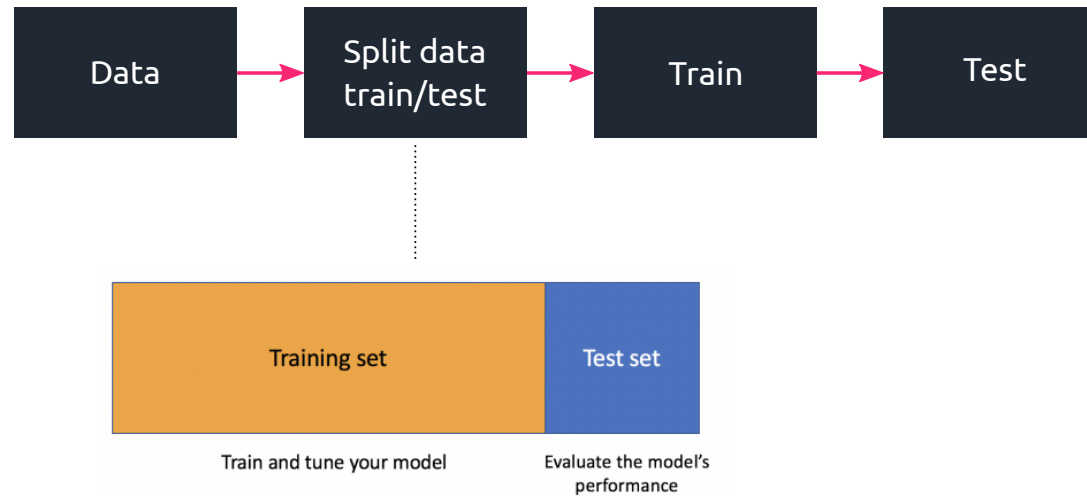 Data
Split data
train/test
Train
Test
Training set
Test set
Train and tune your model
Evaluate the model's
performance